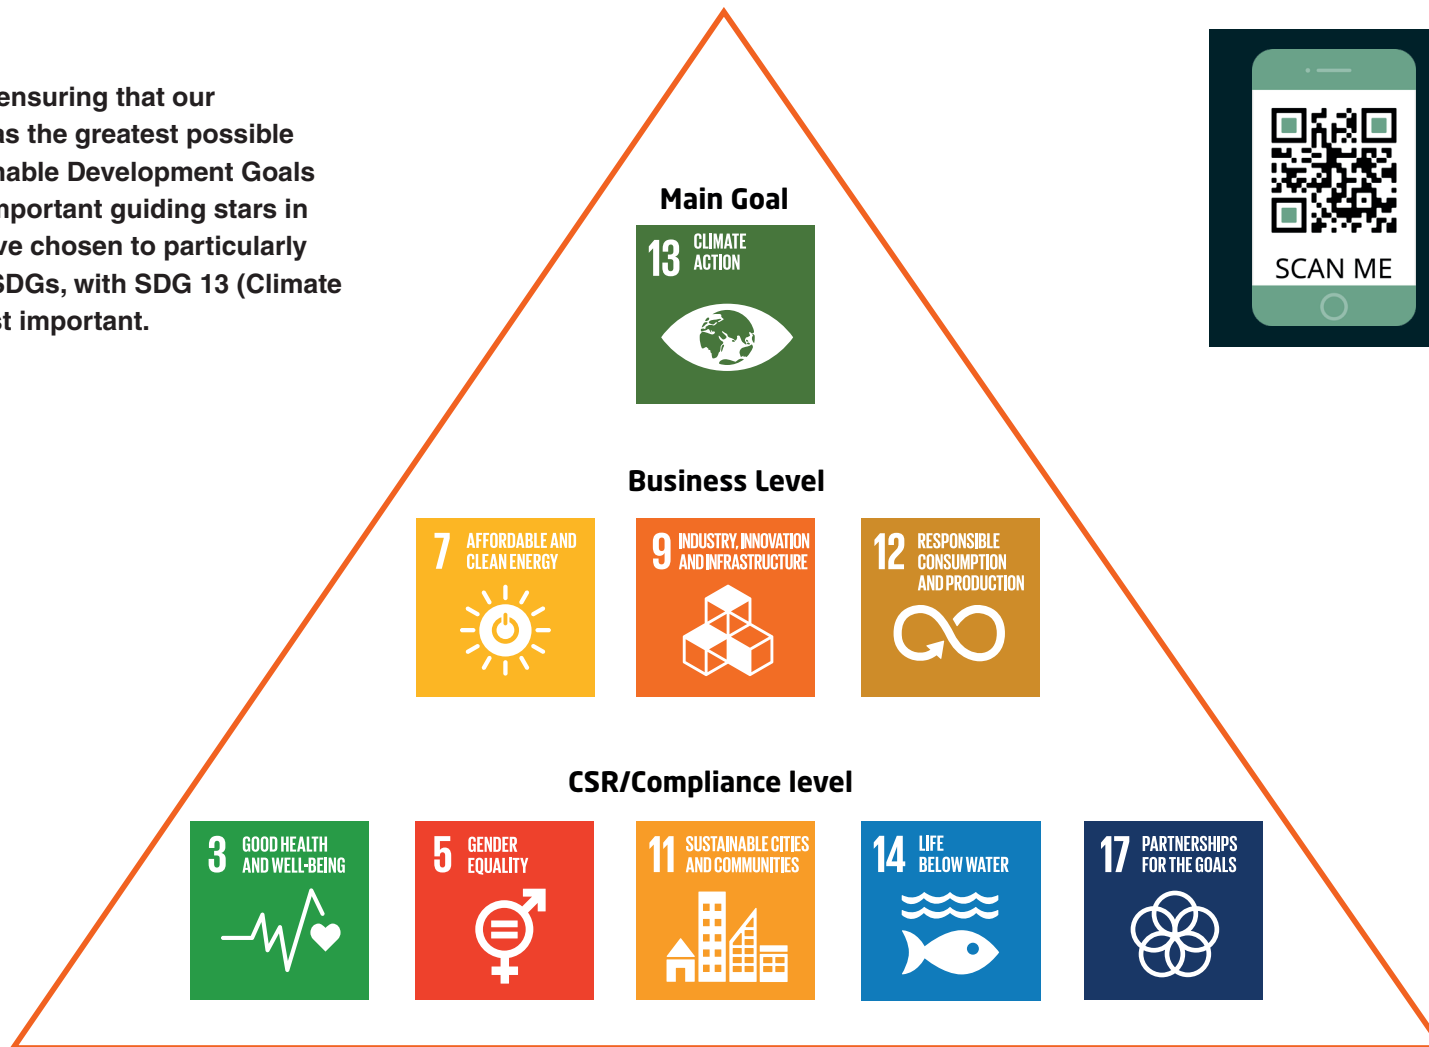 ensuring that our
as the greatest possible
nable Development Goals
mportant guiding stars in
ve chosen to particularly
SDGs, with SDG 13 (Climate
st important.
SCAN ME
Main Goal
13 CLIMATE
ACTION
Business Level
7 AFFORDABLE AND
CLEAN ENERGY
9 INDUSTRY, INNOVATION
AND INFRASTRUCTURE
12 RESPONSIBLE
CONSUMPTION
AND PRODUCTION
CSR/Compliance level
3 GOOD HEALTH
AND WELL-BEING
5 GENDER
EQUALITY
11 SUSTAINABLE CITIES
AND COMMUNITIES
14 LIFE
BELOW WATER
17 PARTNERSHIPS
FOR THE GOALS